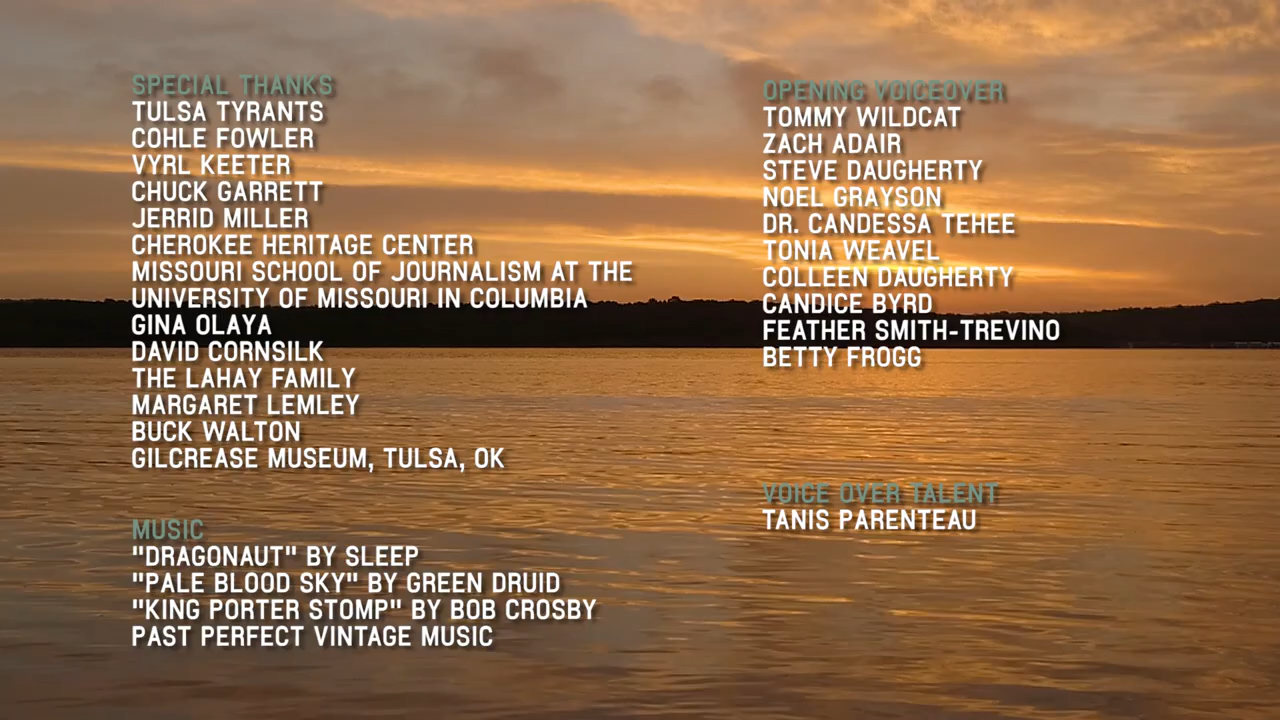 SPECIAL THANKS
TULSA TYRANTS
COHLE FOWLER
VYRL KEETER
CHUCK GARRETT
JERRID MILLER
CHEROKEE HERITAGE CENTER
MISSOURI SCHOOL OF JOURNALISM AT THE
UNIVERSITY OF MISSOURI IN COLUMBIA
GINA OLAYA
DAVID CORNSILK
THE LAHAY FAMILY
MARGARET LEMLEY
BUCK WALTON
GILCREASE MUSEUM, TULSA, OK
MUSIC
"DRAGONAUT" BY SLEEP
"PALE BLOOD SKY" BY GREEN DRUID
"KING PORTER STOMP" BY BOB CROSBY
PAST PERFECT VINTAGE MUSIC
OPENING VOICEOVER
TOMMY WILDCAT
ZACH ADAIR
STEVE DAUGHERTY
NOEL GRAYSON
DR. CANDESSA TEHEE
TONIA WEAVEL
COLLEEN DAUGHERTY
CANDICE BYRD
FEATHER SMITH-TREVINO
BETTY FROGG
VOICE OVER TALENT
TANIS PARENTEAU